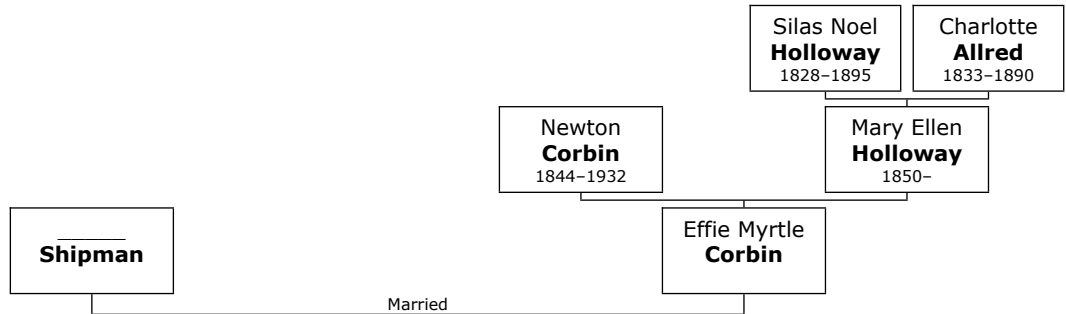 Silas Noel
Holloway
1828–1895
Charlotte
Allred
1833–1890
Newton
Corbin
1844–1932
Mary Ellen
Holloway
1850–
______
Shipman
Effie Myrtle
Corbin
Married